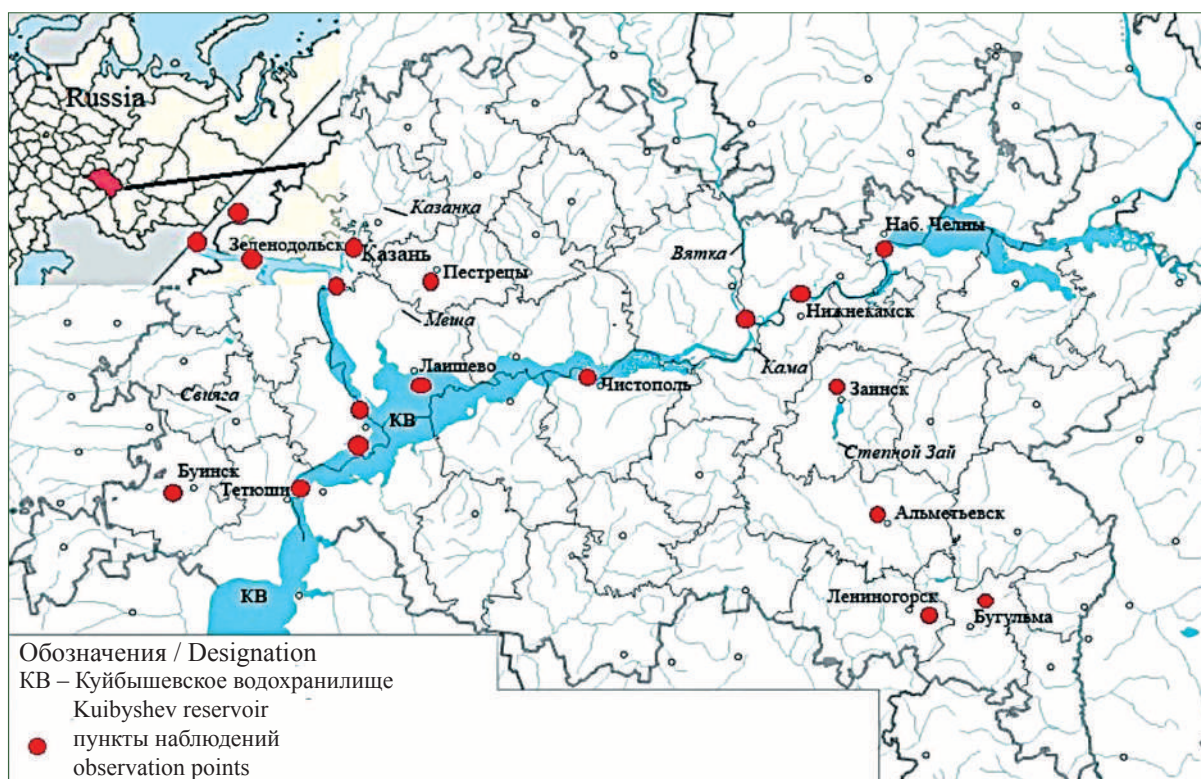 Russia
Казанка
Зеленодольск
Казань
Наб. Челны
Вятка
Пестрецы
Нижнекамск
Меша
Кама
Лаишево
Чистополь
Заинск
Свияга
КВ
Степной Зай
Буинск
Тетюши
Альметьевск
КВ
Лениногорск
Бугульма
Обозначения / Designation
КВ – Куйбышевское водохранилище
Kuibyshev reservoir
пункты наблюдений
observation points